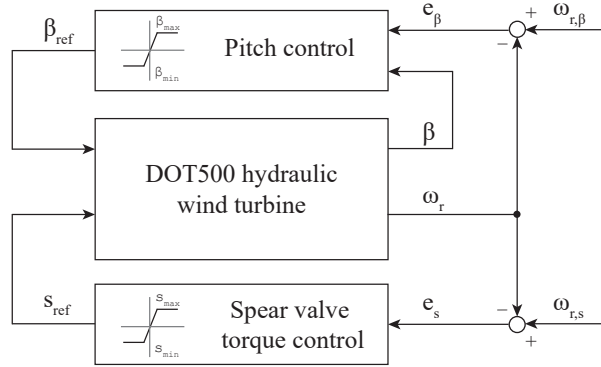 β_ref
β_max
β_min
Pitch control
e_β
+
−
ω_r,β
DOT500 hydraulic
wind turbine
β
ω_r
s_ref
s_max
s_min
Spear valve
torque control
e_s
−
+
ω_r,s